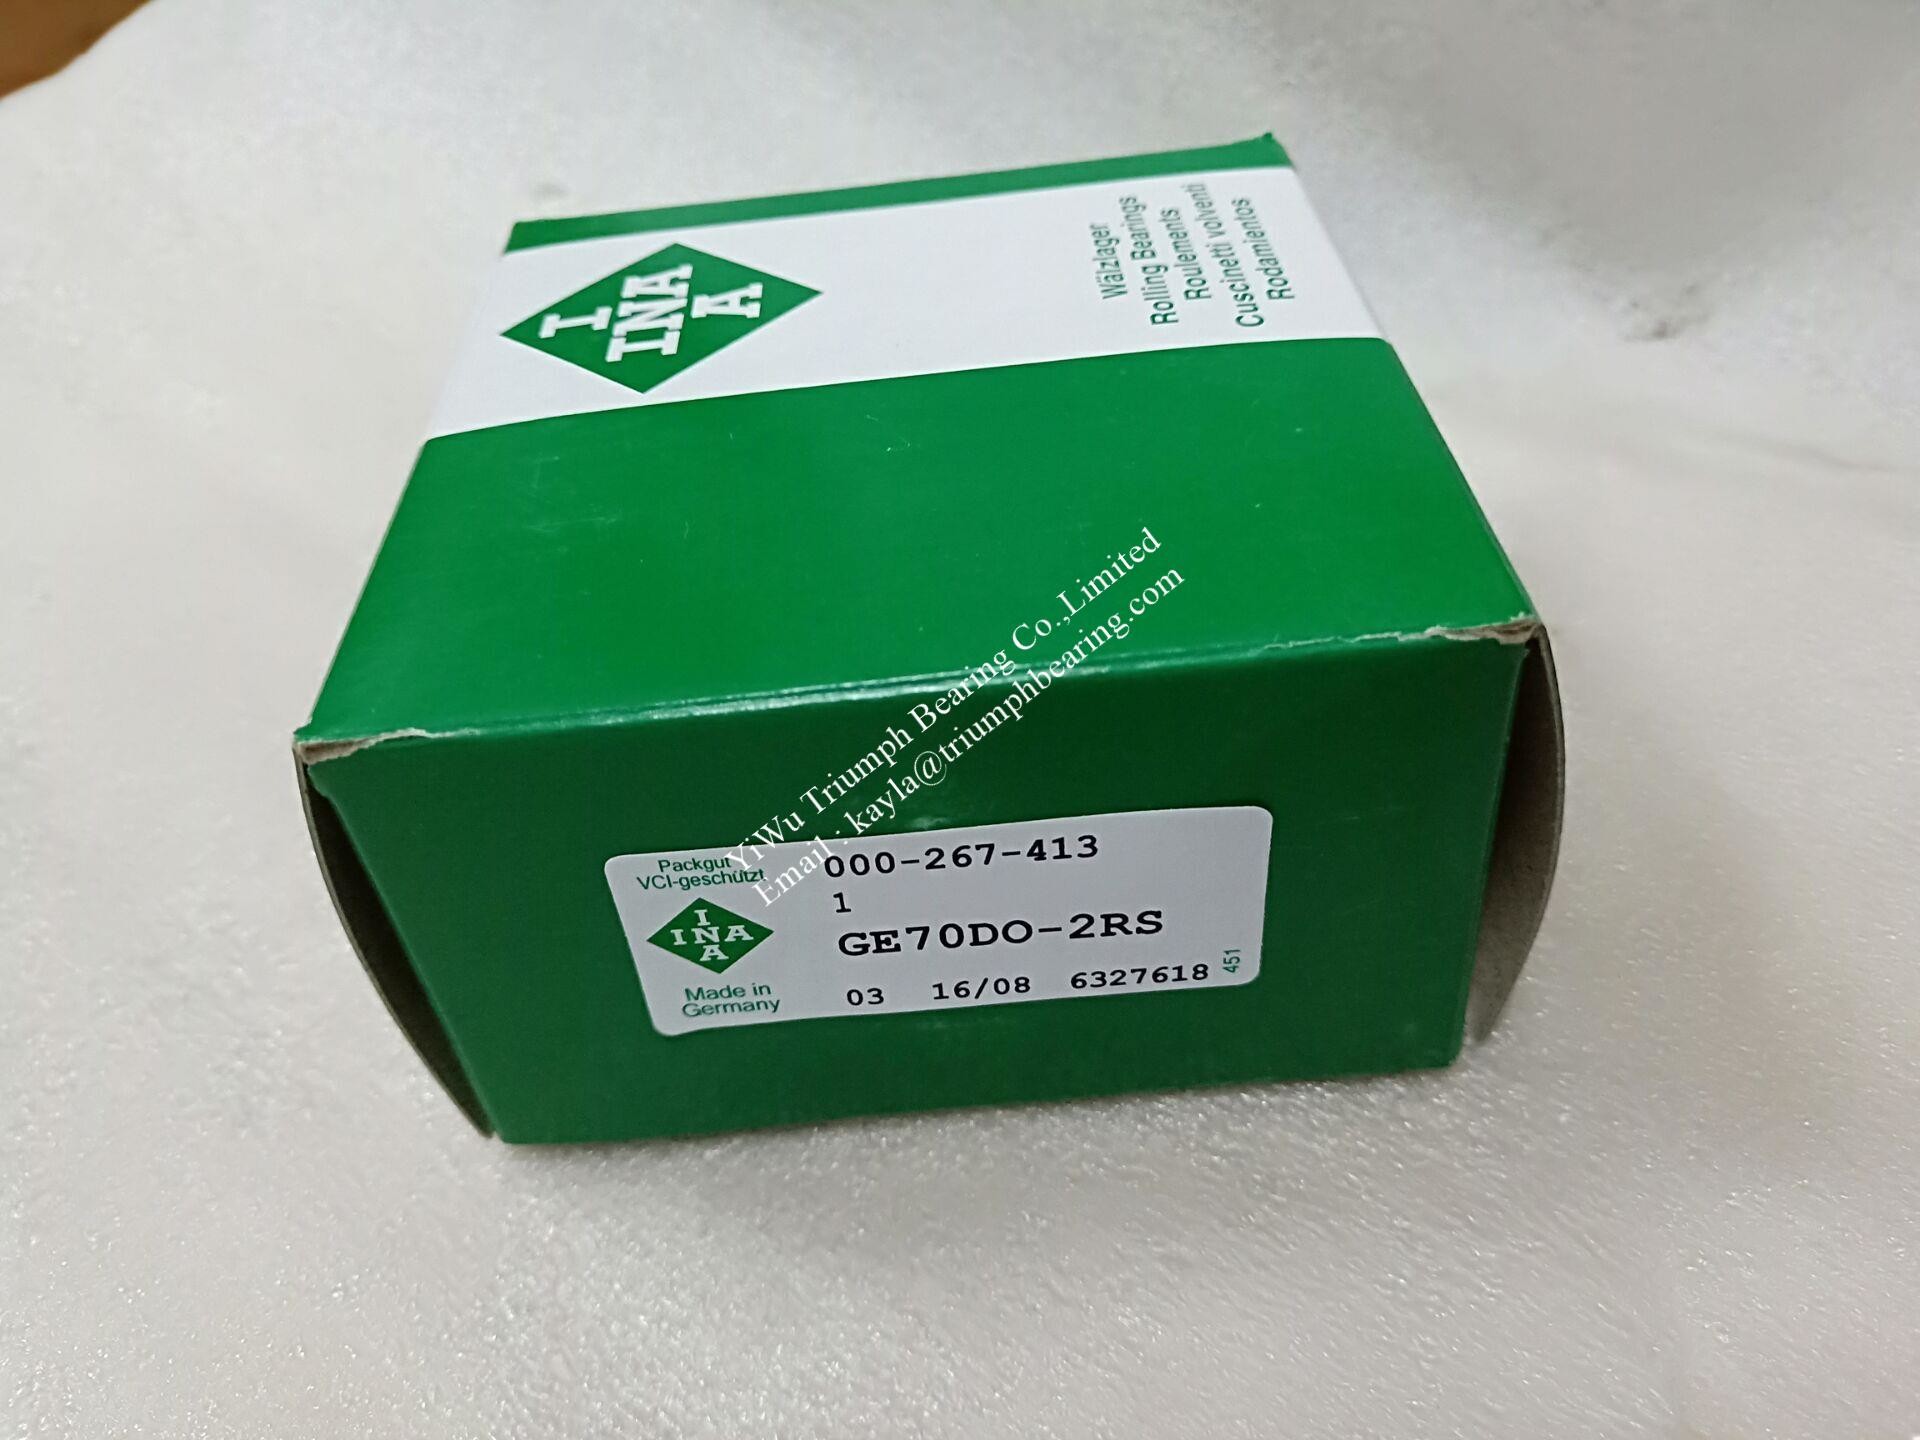 I
INA
A
Wälzlager
Rolling Bearings
Roulements
Cuscinetti volventi
Rodamientos
YiWu Triumph Bearing Co.,Limited
Email : kayla@triumphbearing.com
Packgut
VCI-geschützt
I
INA
A
Made in
Germany
000-267-413
1
GE70DO-2RS
03 16/08 6327618
451